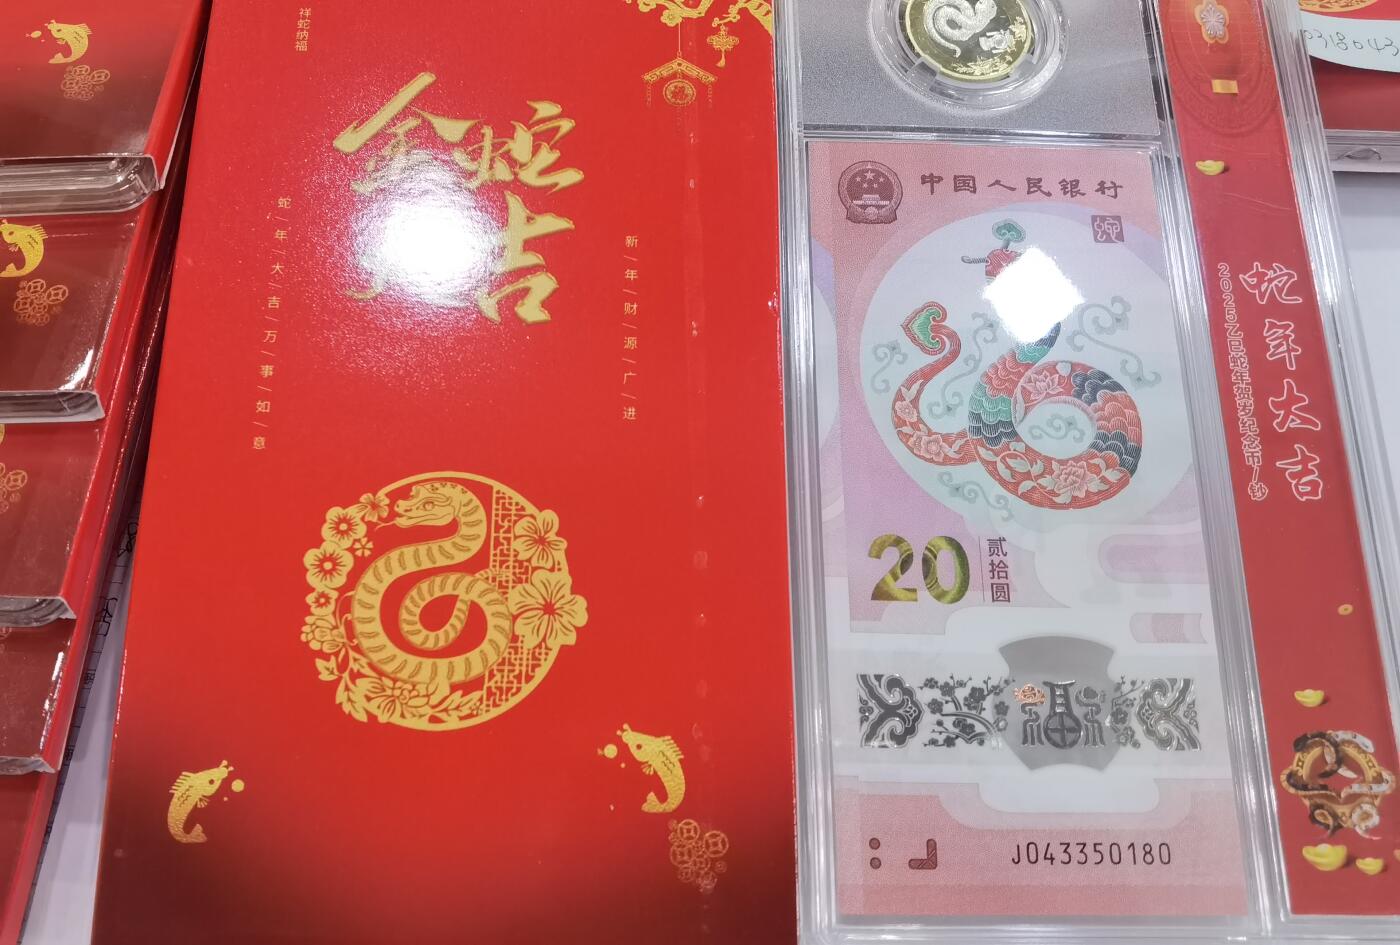 祥蛇纳福
金蛇
吉
蛇/年/大/吉/万/事/如/意
新/年/财/源/广/进
中国人民银行
蛇
20
贰拾圆
福
J043350180
蛇年大吉
2025乙巳蛇年贺岁纪念币/钞